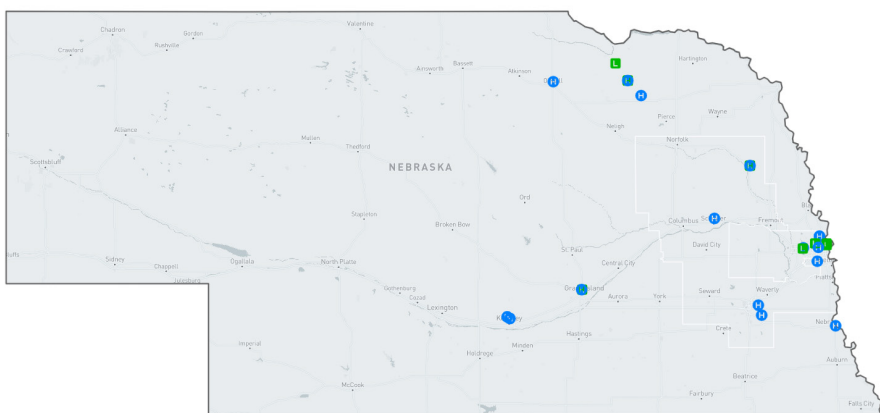 Valentine
Chadron
Gordon
Rushville
Crawford
Hartington
Bassett
Ainworth
Atkinson
H
L
H
Wayne
Pierce
Neligh
Alliance
Norfolk
Mullen
Thedford
Scottsbluff
NEBRASKA
Ord
Stapleton
Columbus
H
Fremont
Broken Bow
H
David City
L
L
H
St. Paul
H
Sidney
Chappell
Ogallala
North Platte
Central City
Julesburg
Gothenburg
Cozad
Lexington
Seward
Waverly
Aurora
York
H
H
H
Crete
Hastings
Imperial
Minden
Holdrege
Auburn
Beatrice
McCook
Fairbury
Falls City